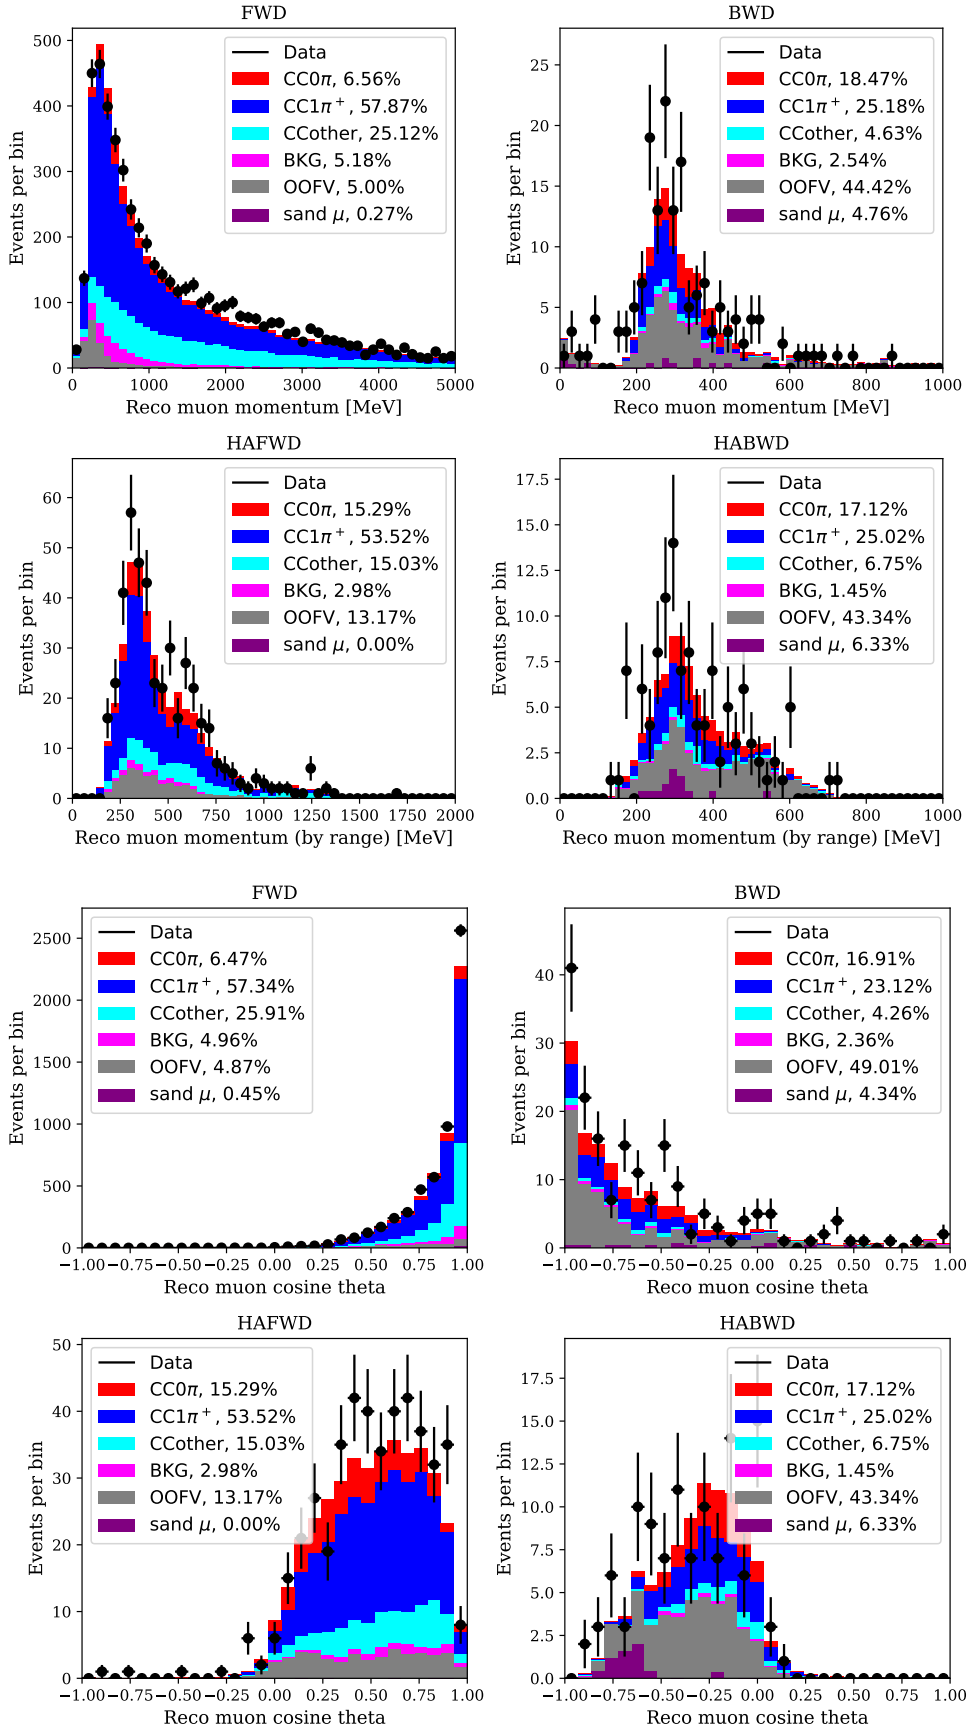 FWD
Events per bin
500
400
300
200
100
0
Data
CC0π, 6.56%
CC1π⁺, 57.87%
CCother, 25.12%
BKG, 5.18%
OOFV, 5.00%
sand μ, 0.27%
0 1000 2000 3000 4000 5000
Reco muon momentum [MeV]
BWD
Events per bin
25
20
15
10
5
0
Data
CC0π, 18.47%
CC1π⁺, 25.18%
CCother, 4.63%
BKG, 2.54%
OOFV, 44.42%
sand μ, 4.76%
0 200 400 600 800 1000
Reco muon momentum [MeV]
HAFWD
Events per bin
60
50
40
30
20
10
0
Data
CC0π, 15.29%
CC1π⁺, 53.52%
CCother, 15.03%
BKG, 2.98%
OOFV, 13.17%
sand μ, 0.00%
0 250 500 750 1000 1250 1500 1750 2000
Reco muon momentum (by range) [MeV]
HABWD
Events per bin
17.5
15.0
12.5
10.0
7.5
5.0
2.5
0.0
Data
CC0π, 17.12%
CC1π⁺, 25.02%
CCother, 6.75%
BKG, 1.45%
OOFV, 43.34%
sand μ, 6.33%
0 200 400 600 800 1000
Reco muon momentum (by range) [MeV]
FWD
Events per bin
2500
2000
1500
1000
500
0
Data
CC0π, 6.47%
CC1π⁺, 57.34%
CCother, 25.91%
BKG, 4.96%
OOFV, 4.87%
sand μ, 0.45%
−1.00 −0.75 −0.50 −0.25 0.00 0.25 0.50 0.75 1.00
Reco muon cosine theta
BWD
Events per bin
40
30
20
10
0
Data
CC0π, 16.91%
CC1π⁺, 23.12%
CCother, 4.26%
BKG, 2.36%
OOFV, 49.01%
sand μ, 4.34%
−1.00 −0.75 −0.50 −0.25 0.00 0.25 0.50 0.75 1.00
Reco muon cosine theta
HAFWD
Events per bin
50
40
30
20
10
0
Data
CC0π, 15.29%
CC1π⁺, 53.52%
CCother, 15.03%
BKG, 2.98%
OOFV, 13.17%
sand μ, 0.00%
−1.00 −0.75 −0.50 −0.25 0.00 0.25 0.50 0.75 1.00
Reco muon cosine theta
HABWD
Events per bin
17.5
15.0
12.5
10.0
7.5
5.0
2.5
0.0
Data
CC0π, 17.12%
CC1π⁺, 25.02%
CCother, 6.75%
BKG, 1.45%
OOFV, 43.34%
sand μ, 6.33%
−1.00 −0.75 −0.50 −0.25 0.00 0.25 0.50 0.75 1.00
Reco muon cosine theta